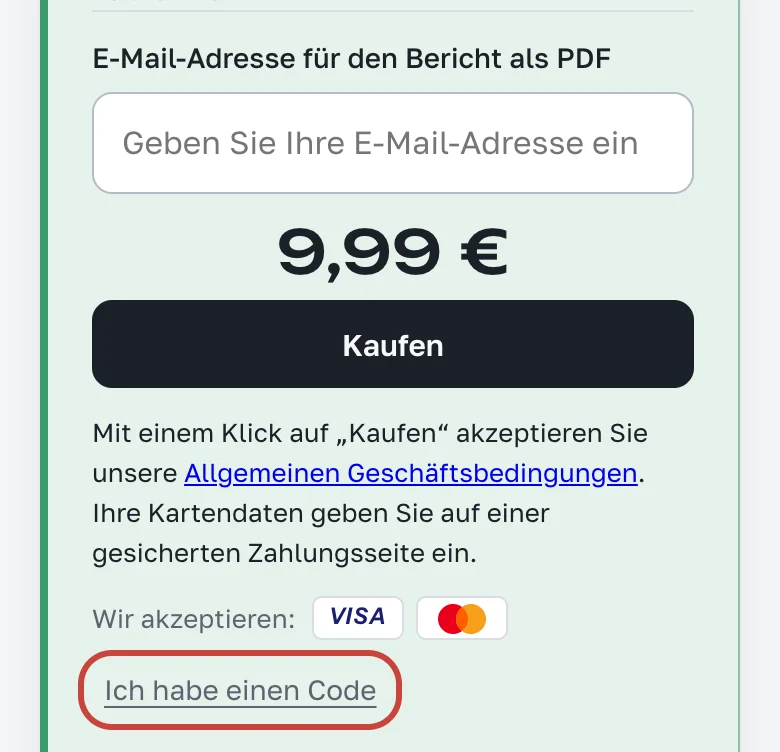 E-Mail-Adresse für den Bericht als PDF
Geben Sie Ihre E-Mail-Adresse ein
9,99 €
Kaufen
Mit einem Klick auf „Kaufen“ akzeptieren Sie
unsere Allgemeinen Geschäftsbedingungen.
Ihre Kartendaten geben Sie auf einer
gesicherten Zahlungsseite ein.
Wir akzeptieren: VISA
Ich habe einen Code